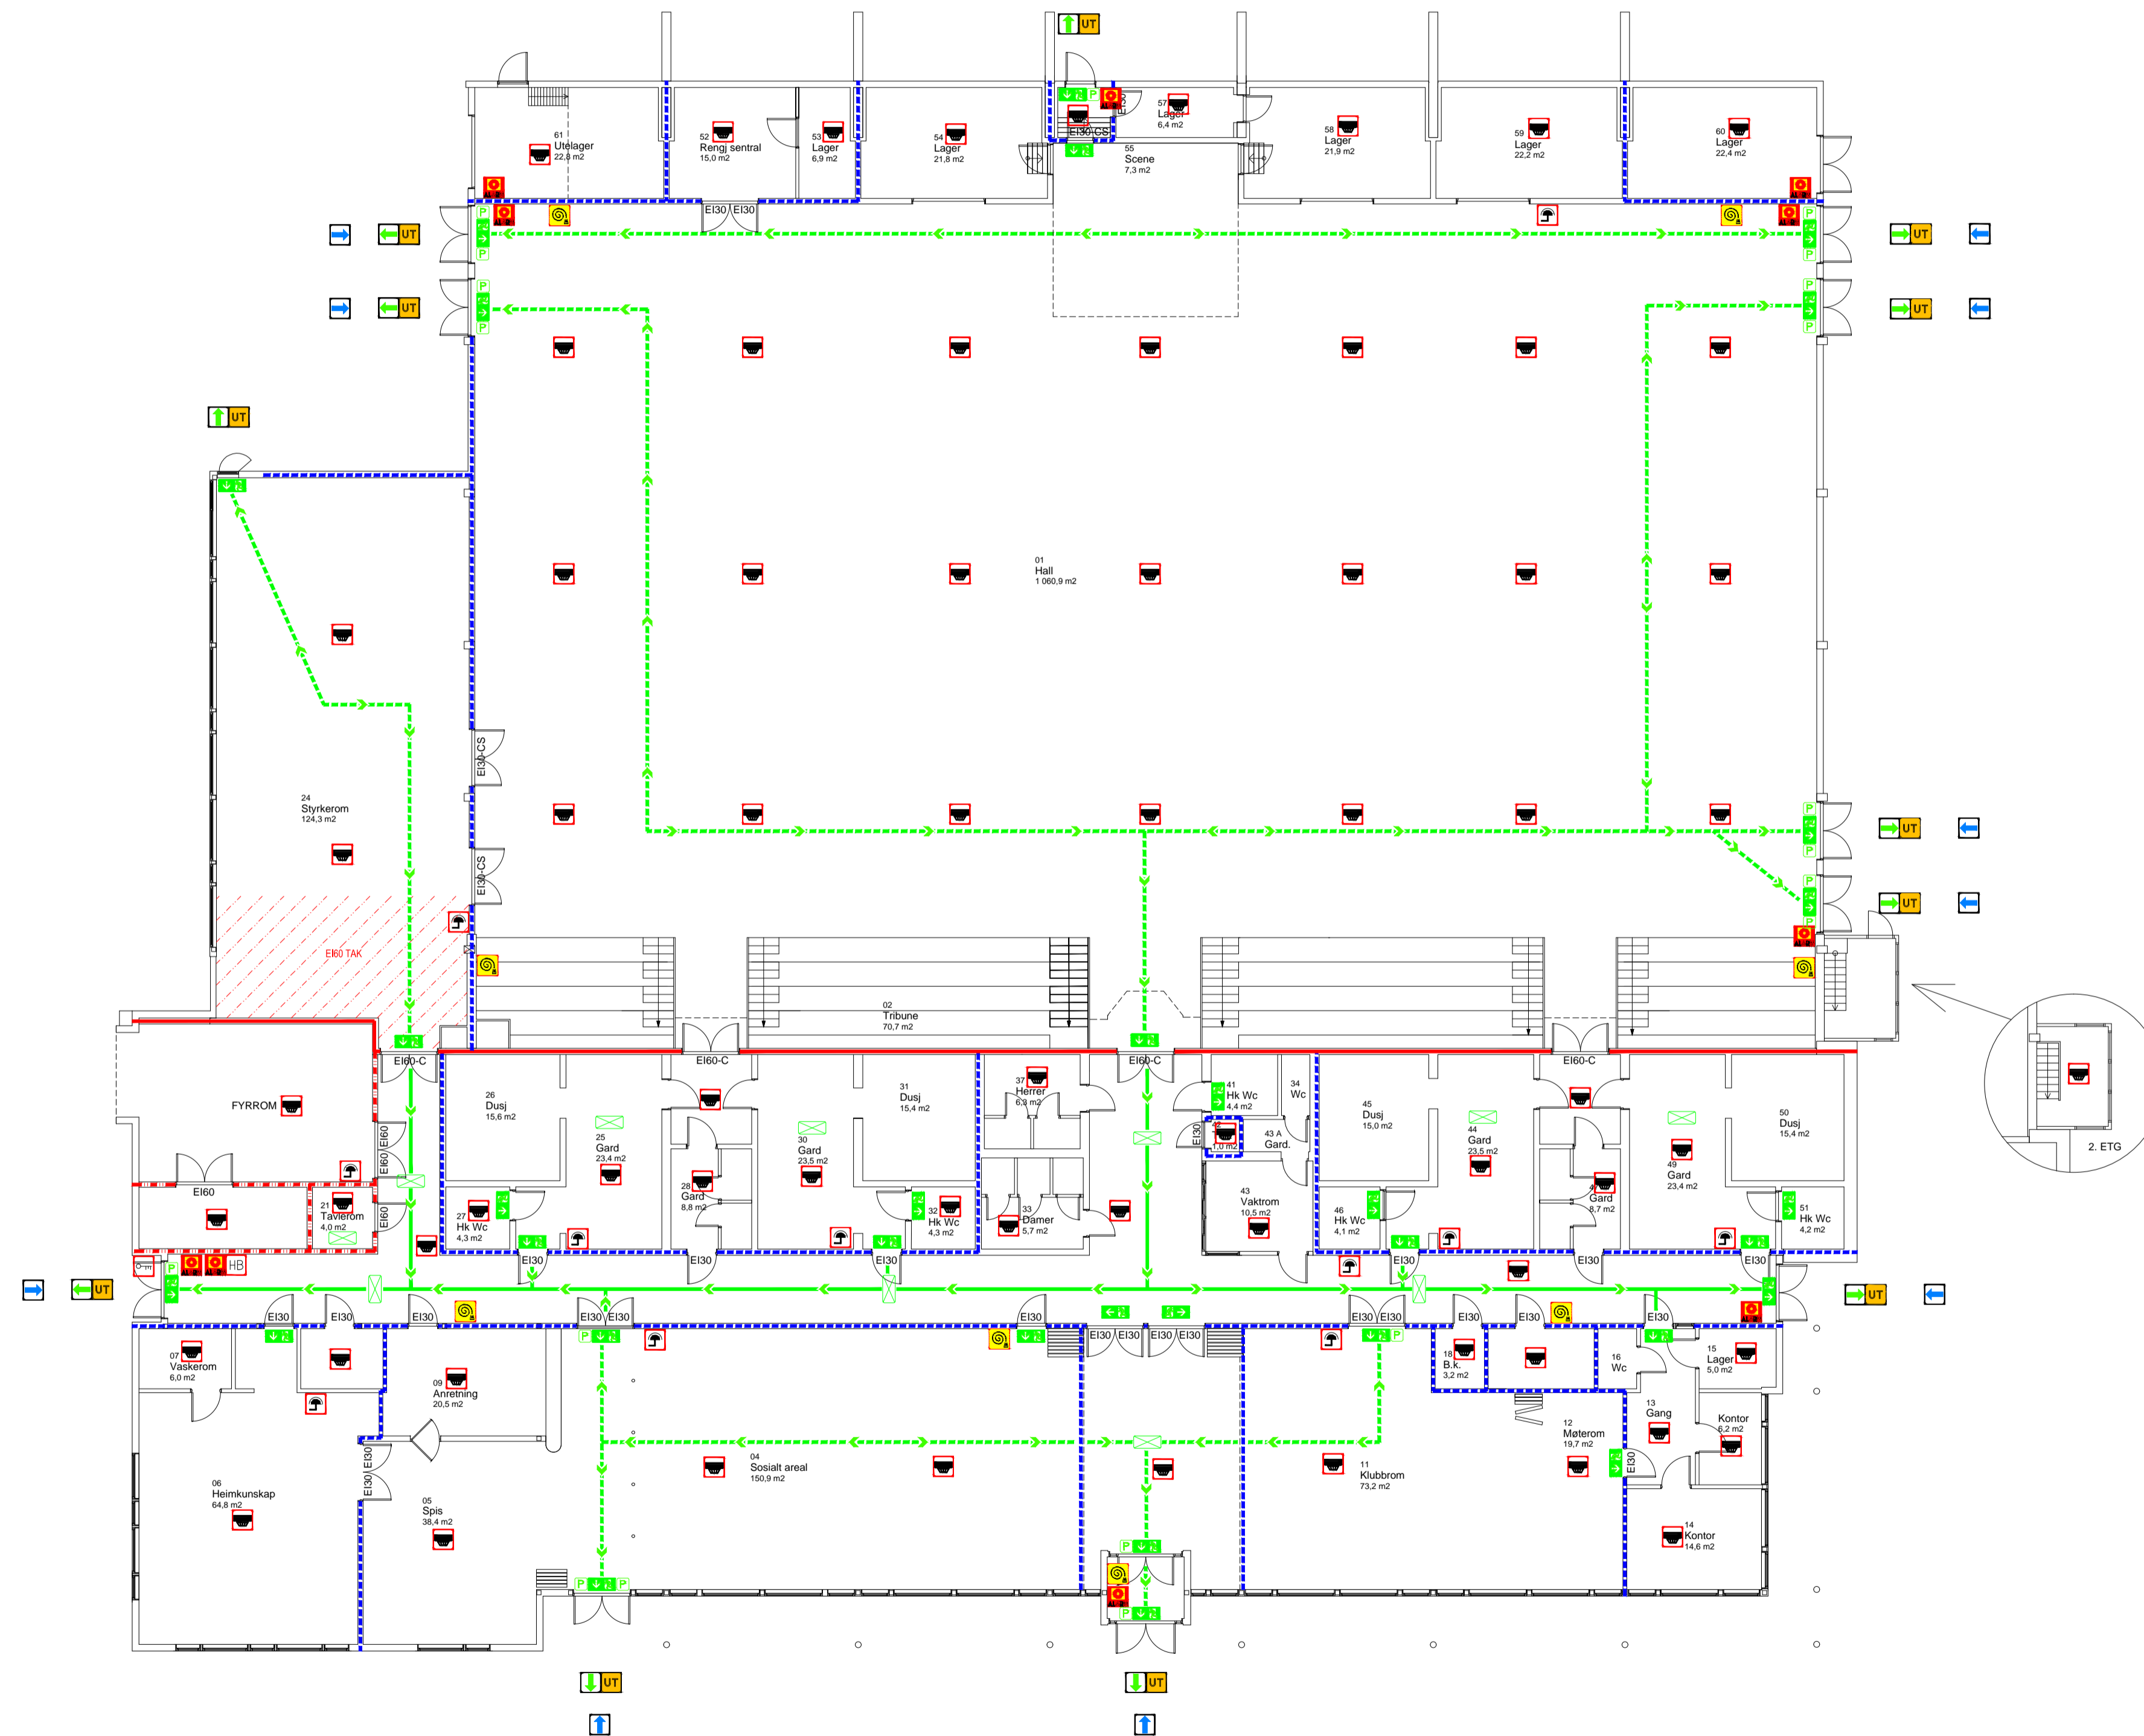 UT
61
Utelager
22,8 m2
52
Rengj sentral
15,0 m2
53
Lager
6,9 m2
54
Lager
21,8 m2
P
EI30
57
Lager
6,4 m2
EI30-CS
55
Scene
7,3 m2
58
Lager
21,9 m2
59
Lager
22,2 m2
60
Lager
22,4 m2
EI30 EI30
P
P
P
P
UT
UT
P
P
P
P
UT
UT
UT
01
Hall
1 060,9 m2
EI30-CS
EI30-CS
24
Styrkerom
124,3 m2
EI60 TAK
P
P
P
P
UT
UT
02
Tribune
70,7 m2
2. ETG
EI60-C
EI60-C
EI60-C
EI60-C
FYRROM
EI60
EI60
EI60
EI60
21
Tavlerom
4,0 m2
26
Dusj
15,6 m2
25
Gard
23,4 m2
27
Hk Wc
4,3 m2
28
Gard
8,8 m2
30
Gard
23,5 m2
31
Dusj
15,4 m2
32
Hk Wc
4,3 m2
37
Herrer
6,3 m2
33
Damer
5,7 m2
41
Hk Wc
4,4 m2
34
Wc
EI30
1,0 m2
43 A
Gard.
43
Vaktrom
10,5 m2
45
Dusj
15,0 m2
44
Gard
23,5 m2
46
Hk Wc
4,1 m2
Gard
8,7 m2
49
Gard
23,4 m2
50
Dusj
15,4 m2
51
Hk Wc
4,2 m2
HB
P
UT
UT
EI30
EI30
EI30
EI30
EI30
EI30
EI30
EI30
EI30
EI30 EI30
EI30
EI30 EI30
EI30 EI30
EI30 EI30
EI30
EI30
EI30
07
Vaskerom
6,0 m2
09
Anretning
20,5 m2
P
P
18
B.k.
3,2 m2
16
Wc
15
Lager
5,0 m2
13
Gang
Kontor
6,2 m2
12
Møterom
19,7 m2
EI30
EI30 EI30
06
Heimkunskap
64,8 m2
05
Spis
38,4 m2
04
Sosialt areal
150,9 m2
11
Klubbrom
73,2 m2
14
Kontor
14,6 m2
P
P
P
P
UT
UT